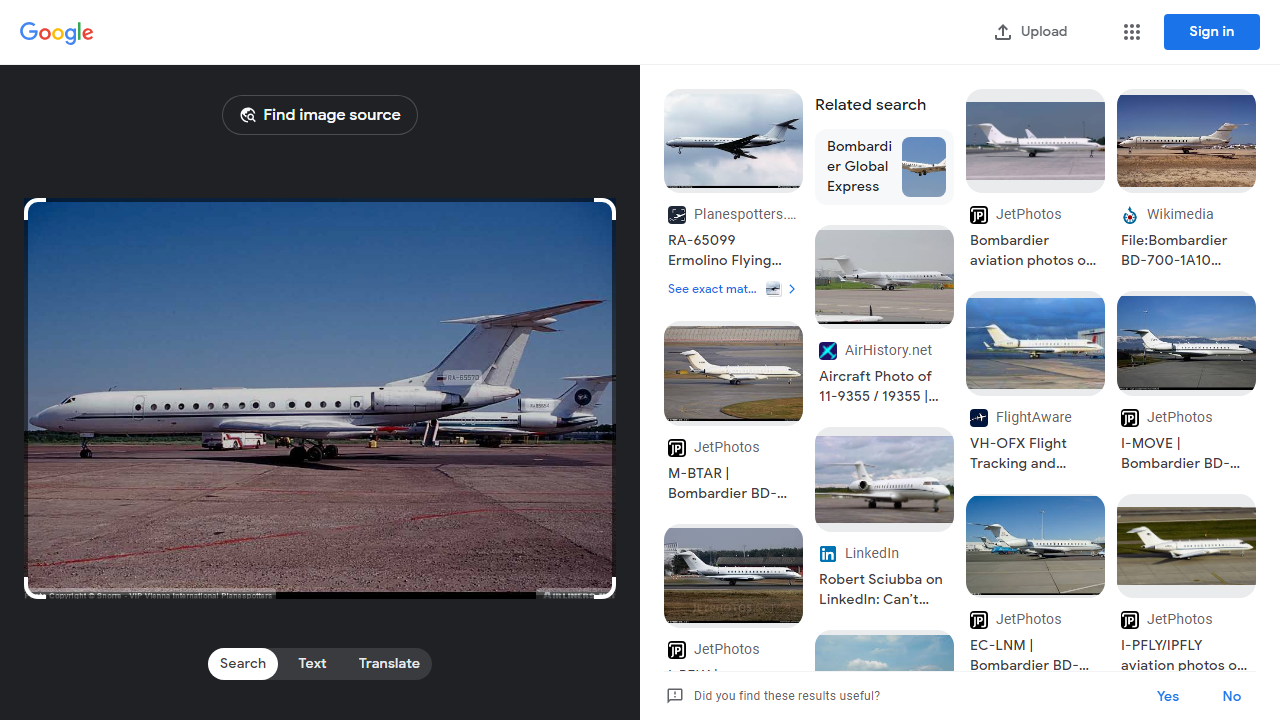 Google
Upload
Sign in
Find image source
RA-65570
Copyright © Snorre - VIP Vienna International Planespotters
Search
Text
Translate
Planespotters....
RA-65099
Ermolino Flying...
See exact mat...
JetPhotos
M-BTAR |
Bombardier BD-...
JetPhotos
Related search
Bombardi
er Global
Express
AirHistory.net
Aircraft Photo of
11-9355 / 19355 |...
LinkedIn
Robert Sciubba on
LinkedIn: Can't...
JetPhotos
Bombardier
aviation photos o...
FlightAware
VH-OFX Flight
Tracking and...
JetPhotos
EC-LNM |
Bombardier BD-...
Wikimedia
File:Bombardier
BD-700-1A10...
JetPhotos
I-MOVE |
Bombardier BD-...
JetPhotos
I-PFLY/IPFLY
aviation photos o...
Did you find these results useful?
Yes
No